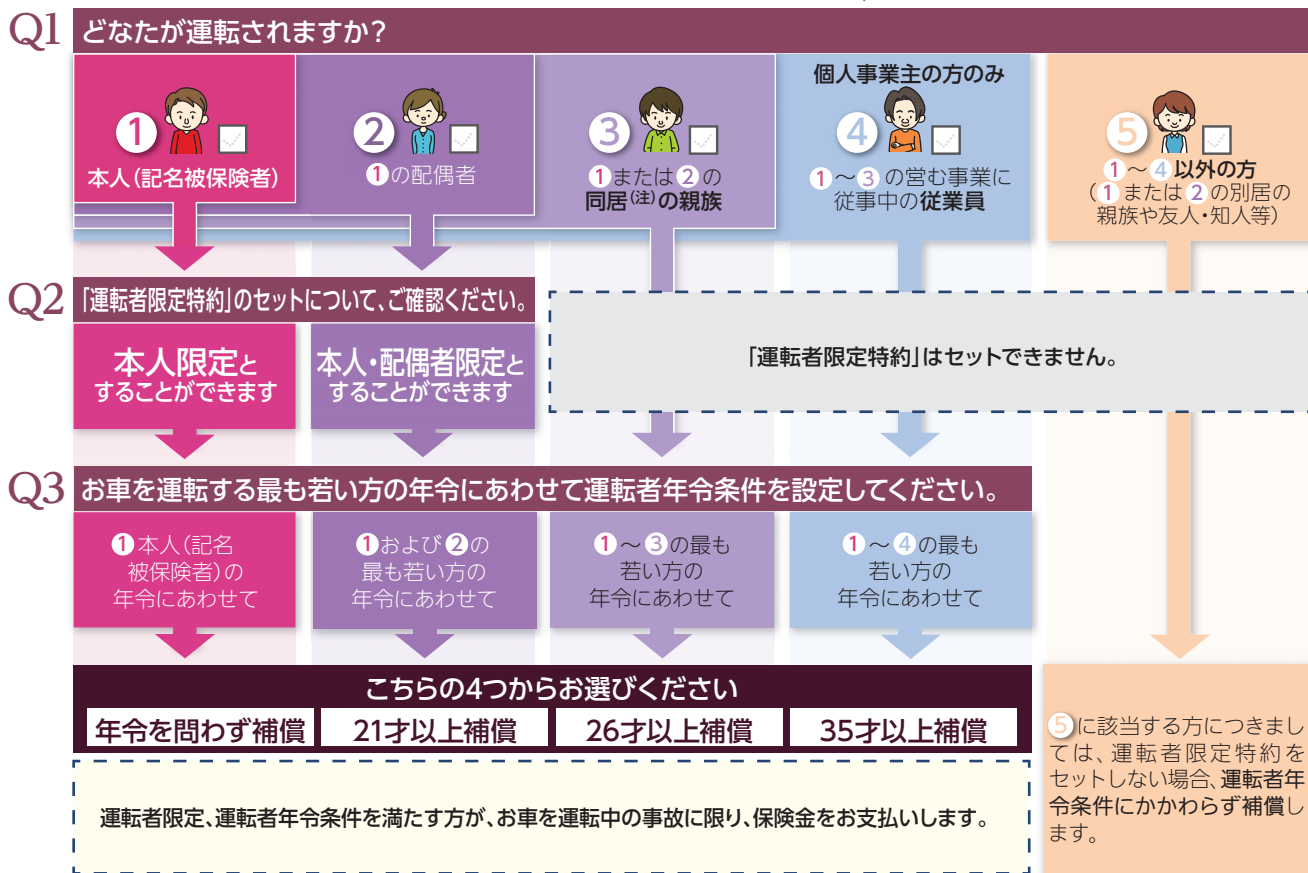 Q1 どなたが運転されますか?
1
本人(記名被保険者)
2
1の配偶者
3
1または2の
同居(注)の親族
個人事業主の方のみ
4
1～3の営む事業に
従事中の従業員
5
1～4以外の方
(1または2の別居の
親族や友人・知人等)
Q2 「運転者限定特約」のセットについて、ご確認ください。
本人限定と
することができます
本人・配偶者限定と
することができます
「運転者限定特約」はセットできません。
Q3 お車を運転する最も若い方の年令にあわせて運転者年令条件を設定してください。
1本人(記名
被保険者)の
年令にあわせて
1および2の
最も若い方の
年令にあわせて
1～3の最も
若い方の
年令にあわせて
1～4の最も
若い方の
年令にあわせて
こちらの4つからお選びください
年令を問わず補償 21才以上補償 26才以上補償 35才以上補償
運転者限定、運転者年令条件を満たす方が、お車を運転中の事故に限り、保険金をお支払いします。
5に該当する方につきまし
ては、運転者限定特約を
セットしない場合、運転者年
令条件にかかわらず補償し
ます。